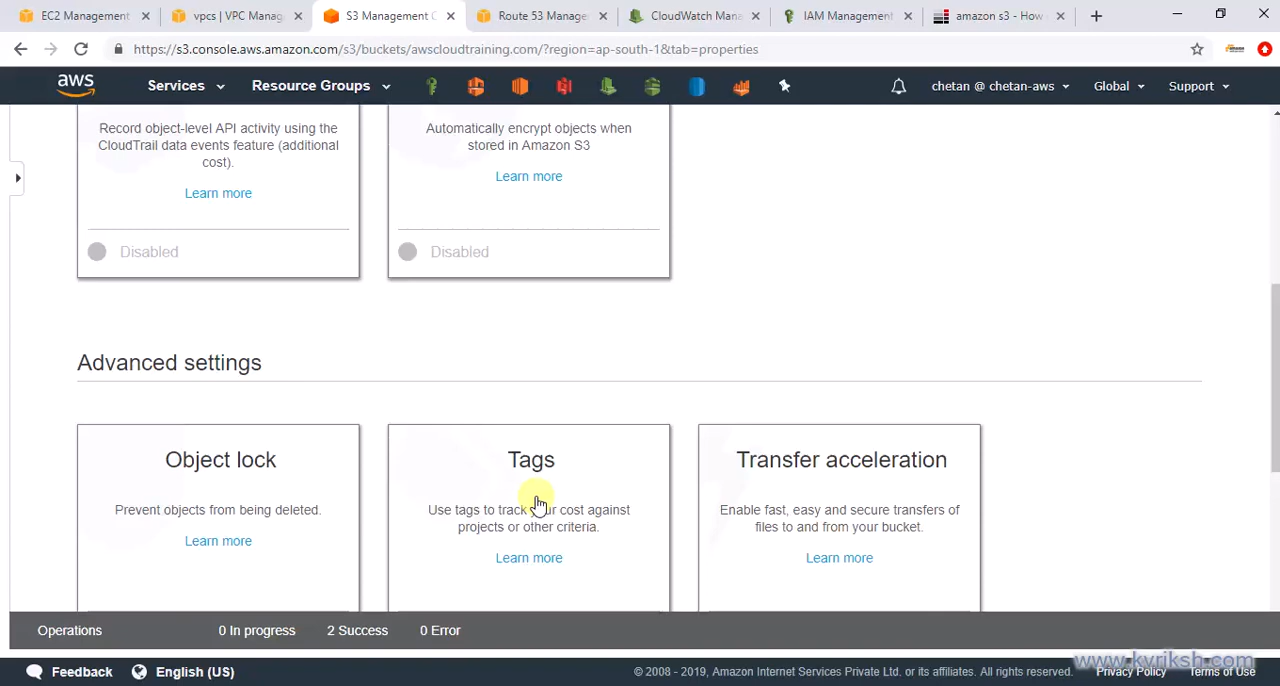 EC2 Management
vpcs | VPC Manag
S3 Management C
Route 53 Manage
CloudWatch Man
IAM Management
amazon s3 - How
https://s3.console.aws.amazon.com/s3/buckets/awscloudtraining.com/?region=ap-south-1&tab=properties
aws
Services
Resource Groups
chetan @ chetan-aws
Global
Support
Record object-level API activity using the
CloudTrail data events feature (additional
cost).
Learn more
Disabled
Automatically encrypt objects when
stored in Amazon S3
Learn more
Disabled
Advanced settings
Object lock
Prevent objects from being deleted.
Learn more
Tags
Use tags to track your cost against
projects or other criteria.
Learn more
Transfer acceleration
Enable fast, easy and secure transfers of
files to and from your bucket.
Learn more
Operations
0 In progress
2 Success
0 Error
www.kvriksh.com
Feedback
English (US)
© 2008 - 2019, Amazon Internet Services Private Ltd. or its affiliates. All rights reserved.
Privacy Policy
Terms of Use